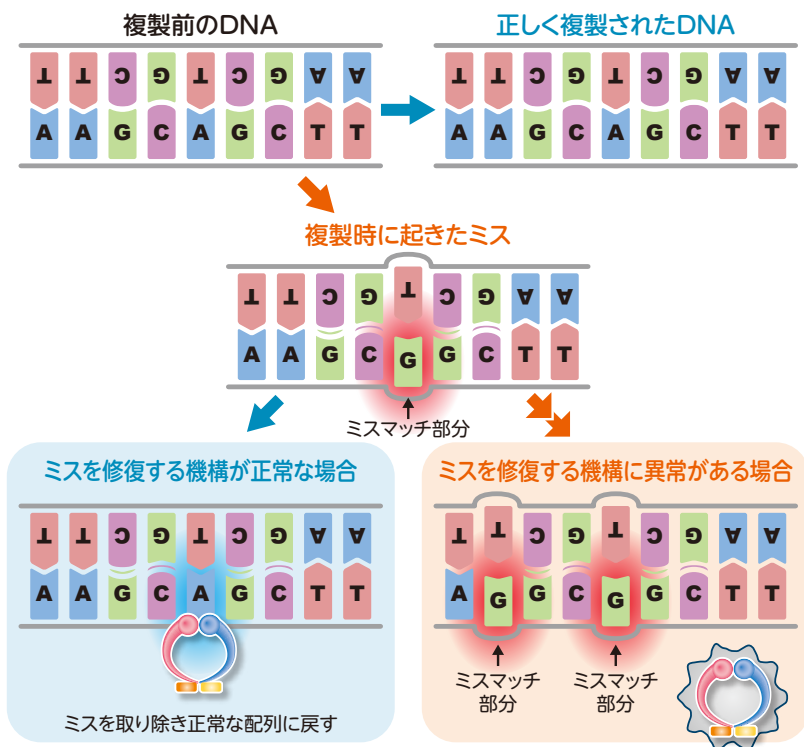 複製前のDNA
正しく複製されたDNA
T T C G T C G A A
A A G C A G C T T
T T C G T C G A A
A A G C A G C T T
複製時に起きたミス
T T C G T C G A A
A A G C G G C T T
ミスマッチ部分
ミスを修復する機構が正常な場合
T T C G T C G A A
A A G C A G C T T
ミスを取り除き正常な配列に戻す
ミスを修復する機構に異常がある場合
T T C G T C G A A
A G G C G G C T T
ミスマッチ
部分
ミスマッチ
部分